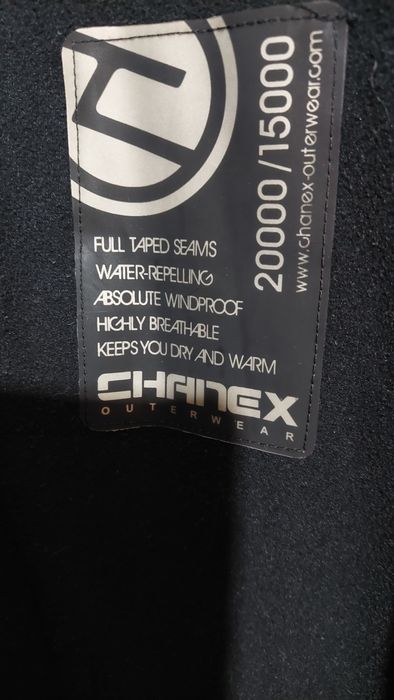 FULL TAPED SEAMS
WATER-REPELLING
ABSOLUTE WINDPROOF
HIGHLY BREATHABLE
KEEPS YOU DRY AND WARM
CHANEX
OUTERWEAR
20000/15000
www.chanex-outerwear.com